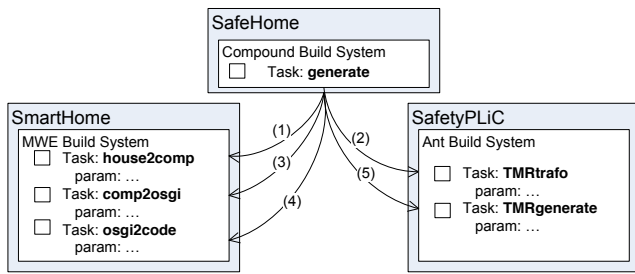 SafeHome
Compound Build System
Task: generate
SmartHome
MWE Build System
Task: house2comp
param: …
Task: comp2osgi
param: …
Task: osgi2code
param: …
(1)
(3)
(4)
(2)
(5)
SafetyPLiC
Ant Build System
Task: TMRtrafo
param: …
Task: TMRgenerate
param: …